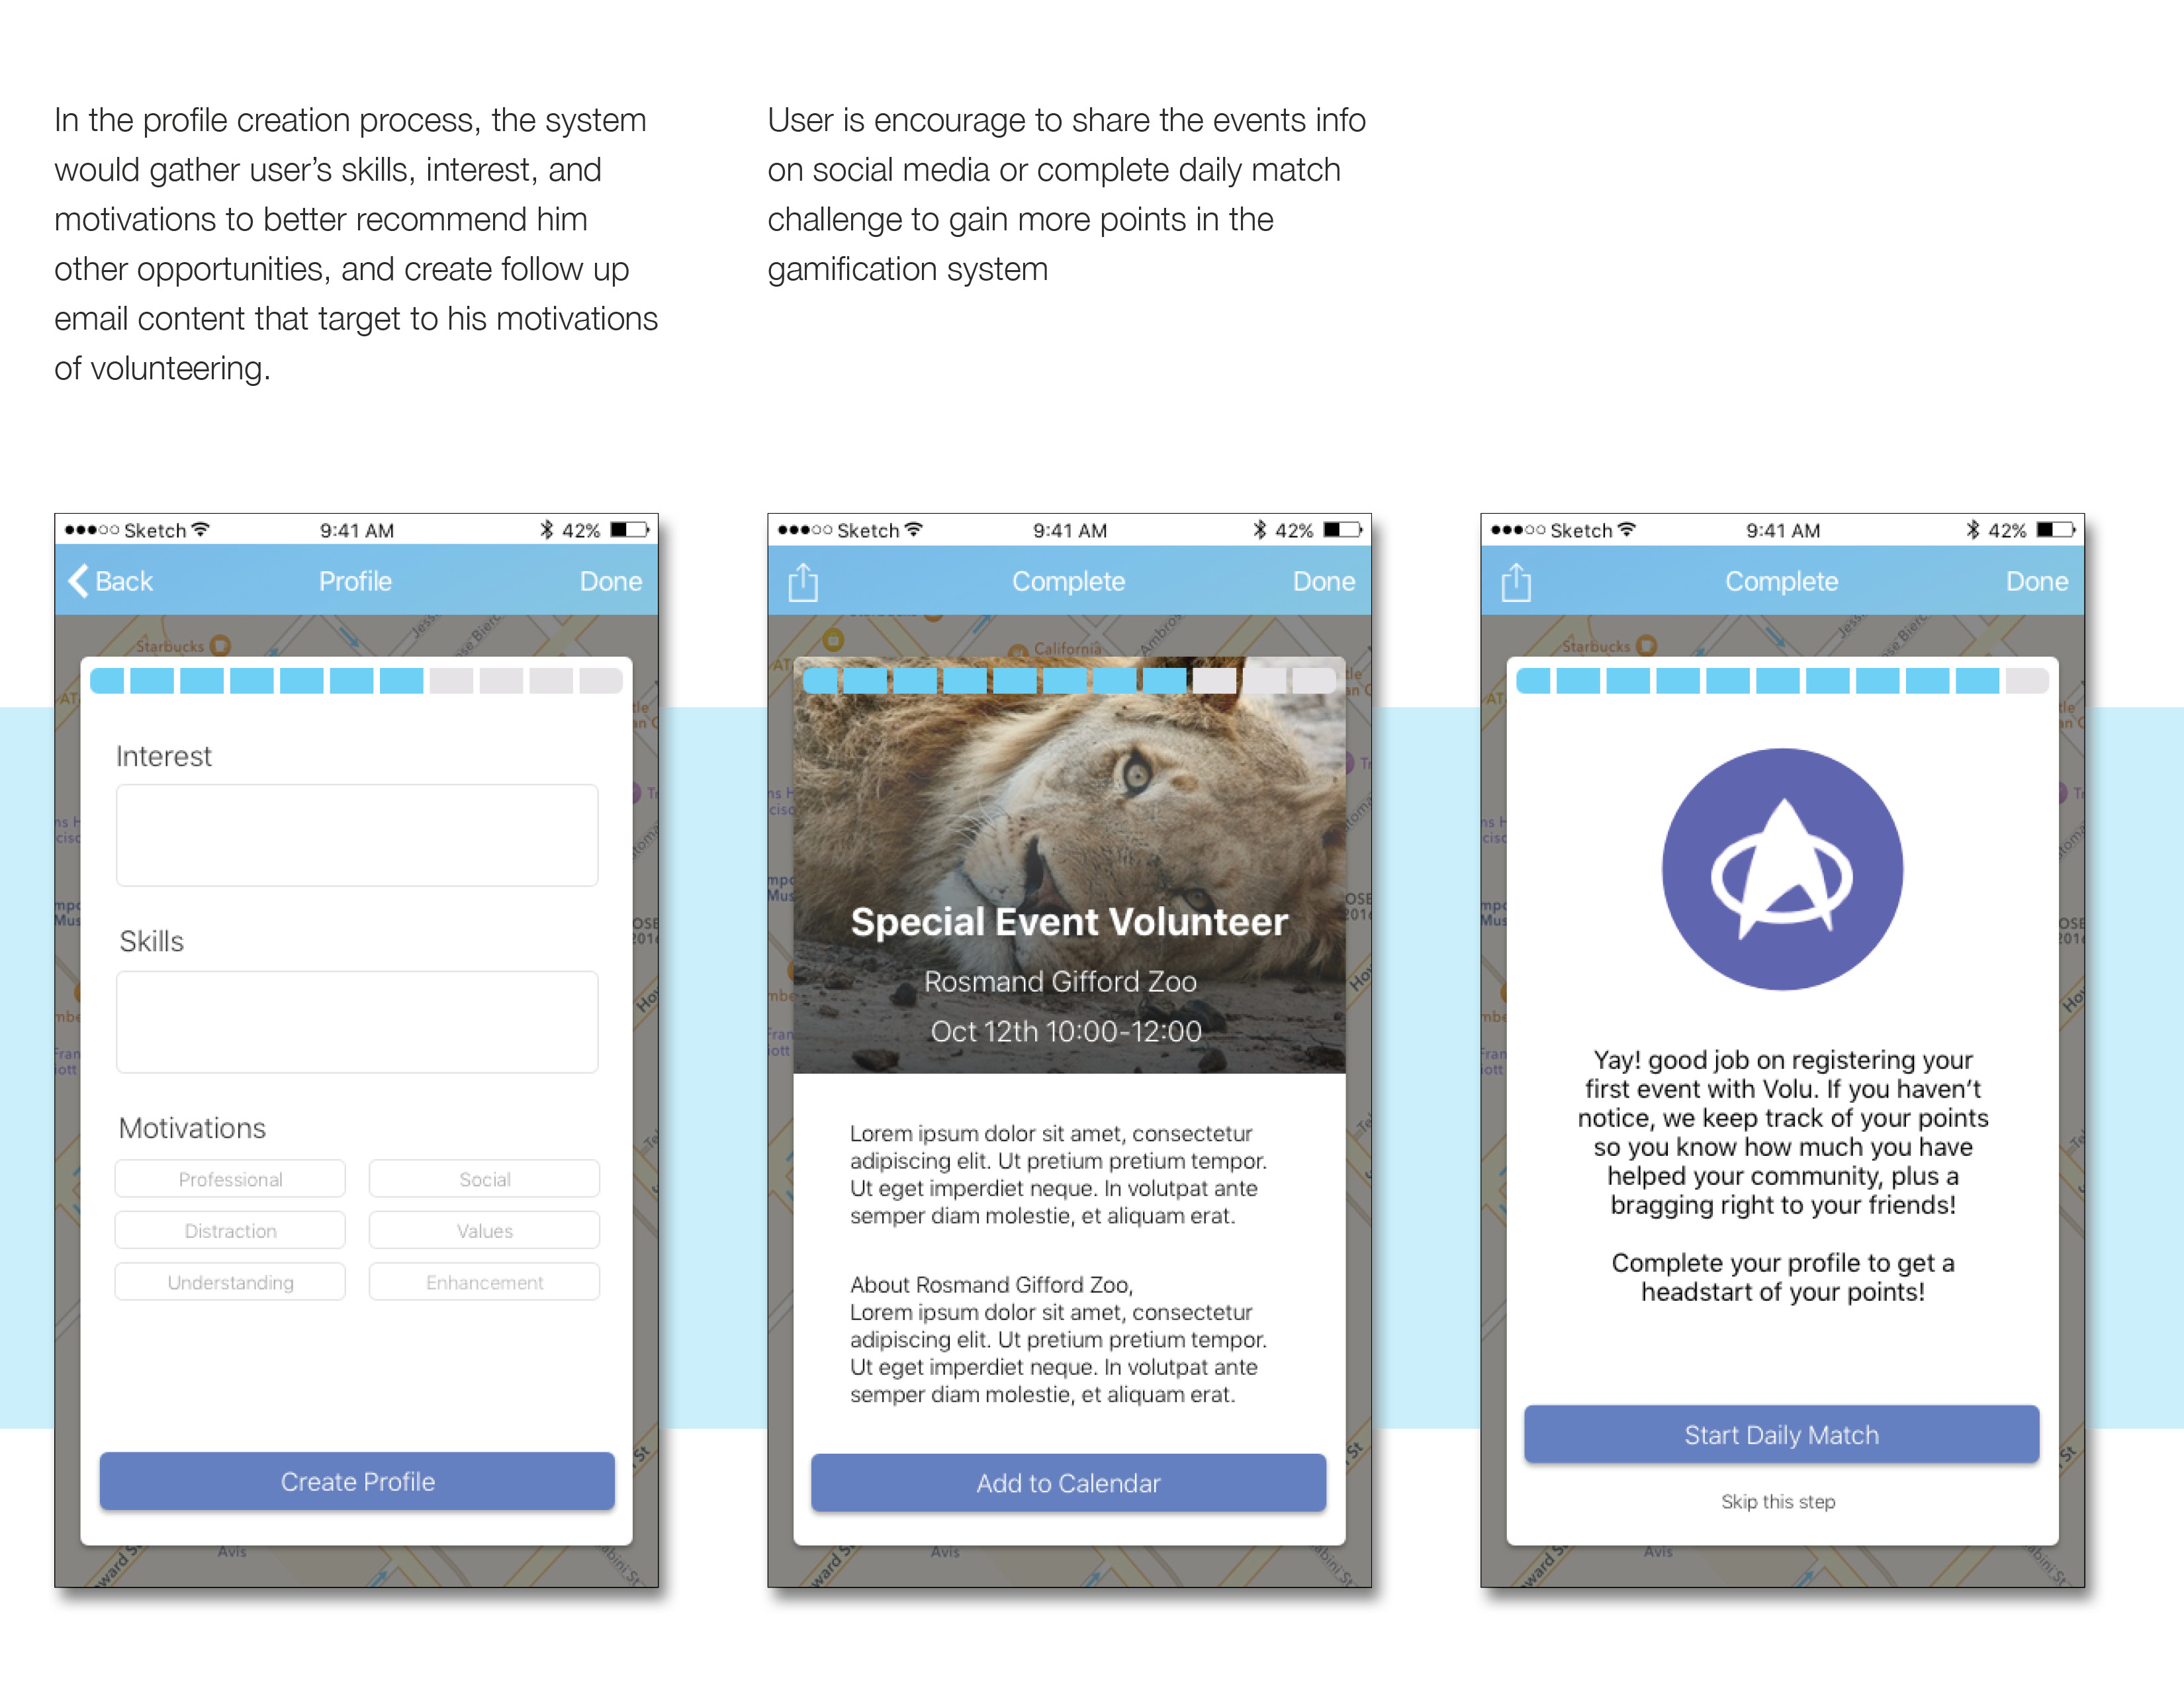 In the profile creation process, the system
would gather user's skills, interest, and
motivations to better recommend him
other opportunities, and create follow up
email content that target to his motivations
of volunteering.
User is encourage to share the events info
on social media or complete daily match
challenge to gain more points in the
gamification system
Sketch 9:41 AM 42%
Back Profile Done
Starbucks
Interest
Skills
Motivations
Professional Social
Distraction Values
Understanding Enhancement
Create Profile
Avis
Sketch 9:41 AM 42%
Complete Done
California
Special Event Volunteer
Rosmand Gifford Zoo
Oct 12th 10:00-12:00
Lorem ipsum dolor sit amet, consectetur
adipiscing elit. Ut pretium pretium tempor.
Ut eget imperdiet neque. In volutpat ante
semper diam molestie, et aliquam erat.
About Rosmand Gifford Zoo,
Lorem ipsum dolor sit amet, consectetur
adipiscing elit. Ut pretium pretium tempor.
Ut eget imperdiet neque. In volutpat ante
semper diam molestie, et aliquam erat.
Add to Calendar
Avis
Sketch 9:41 AM 42%
Complete Done
Starbucks
Yay! good job on registering your
first event with Volu. If you haven't
notice, we keep track of your points
so you know how much you have
helped your community, plus a
bragging right to your friends!
Complete your profile to get a
headstart of your points!
Start Daily Match
Skip this step
Avis